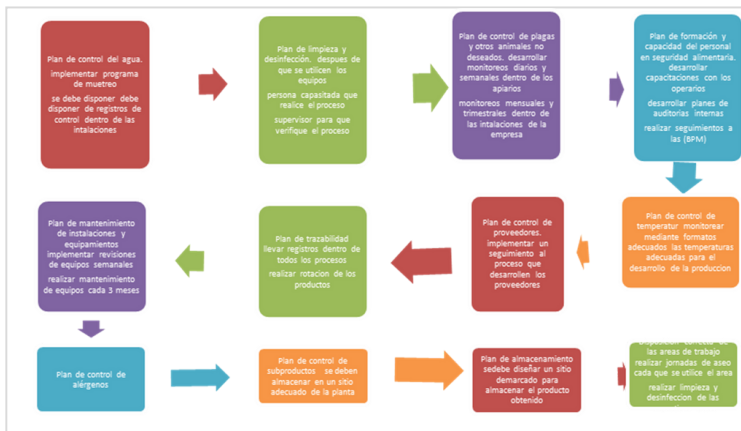 Plan de control del agua.
implementar programa
de muetreo
se debe disponer debe
disponer de registros de
control dentro de las
intalaciones
Plan de limpieza y
desinfección. despues de
que se utilicen los
equipos
persona capasitada que
realice el proceso
supervisor para que
verifique el proceso
Plan de control de plagas
y otros animales no
deseados. desarrollar
monitoreos diarios y
semanales dentro de los
apiarios
monitoreos mensuales y
trimestrales dentro de
las intalaciones de la
empresa
Plan de formación y
capacidad del personal
en seguridad alimentaria.
desarrollar
capacitaciones con los
operarios
desarrollar planes de
auditorias internas
realizar seguimientos a
las (BPM)
Plan de mantenimiento
de instalaciones y
equipamientos
implementar revisiones
de equipos semanales
realizar mantenimiento
de equipos cada 3 meses
Plan de trazabilidad
llevar registros dentro de
todos los procesos
realizar rotacion de los
productos
Plan de control de
proveedores.
implementar un
seguimiento al
proceso que
desarrollen los
proveedores
Plan de control de
temperatur monitorear
mediante formatos
adecuados las temperaturas
adecuadas para el
desarrollo de la produccion
Plan de control de
alérgenos
Plan de control de
subproductos se deben
almacenar en un sitio
adecuado de la planta
Plan de almacenamiento
sedebe diseñar un sitio
demarcado para
almacenar el producto
obtenido
las areas de trabajo
realizar jornadas de aseo
cada que se utilice el area
realizar limpieza y
desinfeccion de las